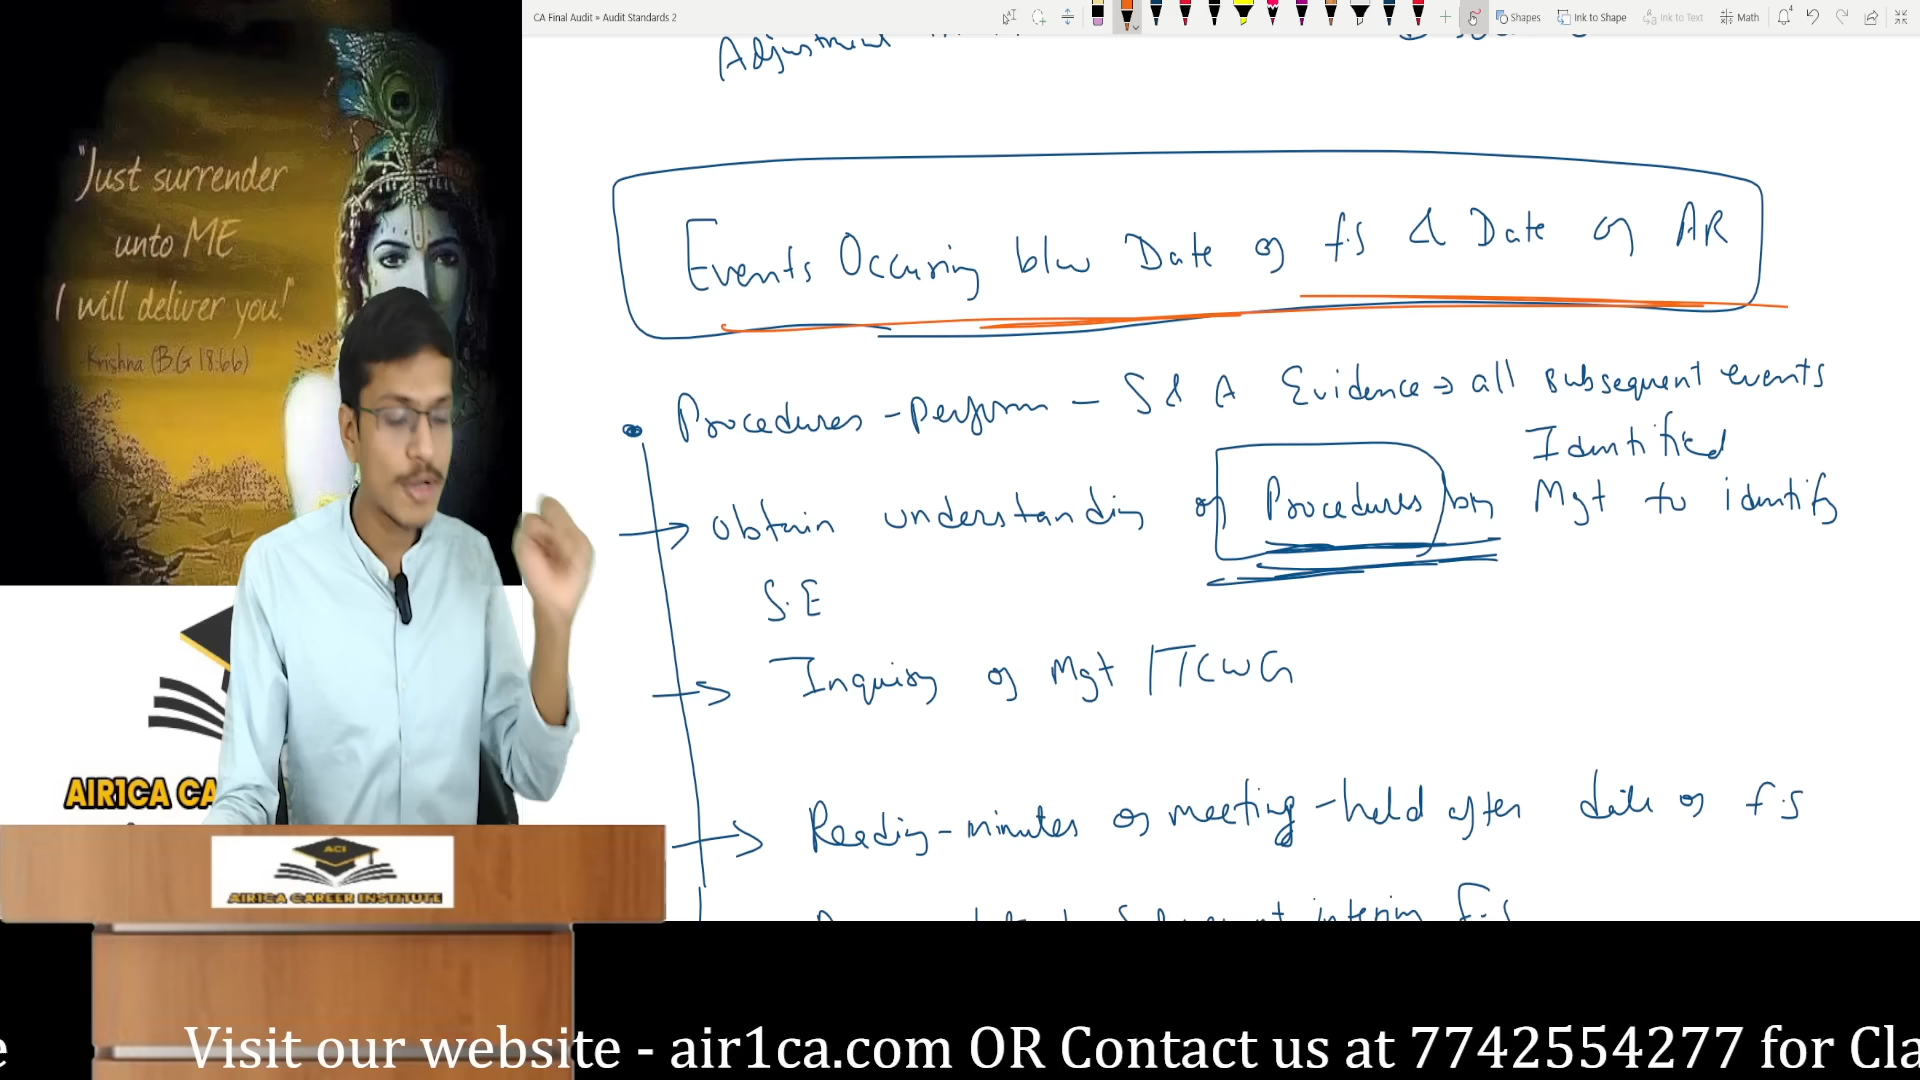 CA Final Audit » Audit Standards 2
Shapes
Ink to Shape
Ink to Text
Math
Adjustment
"Just surrender
unto ME
I will deliver you!"
-Krishna (B.G 18:66)
Events Occuring b/w Date of f.s & Date of AR
Procedures - perform - S & A Evidence → all subsequent events
Identified
→ obtain understanding of Procedures by Mgt to identify
S.E
→ Inquiry of Mgt / TCWG
→ Reading - minutes of meeting - held after date of f.s
interim f.s
AIR1CA CA
ACI
AIR1CA CAREER INSTITUTE
e Visit our website - air1ca.com OR Contact us at 7742554277 for Cla